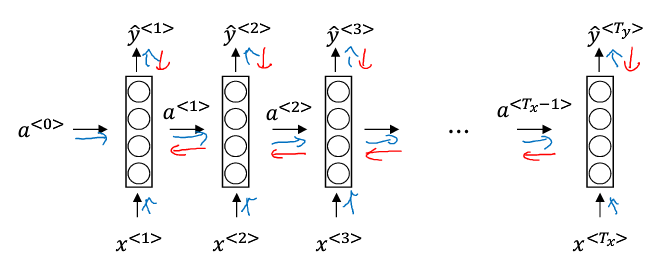 ŷ<1> ŷ<2> ŷ<3> ŷ<Ty>
a<0> a<1> a<2> ... a<Tx−1>
x<1> x<2> x<3> x<Tx>